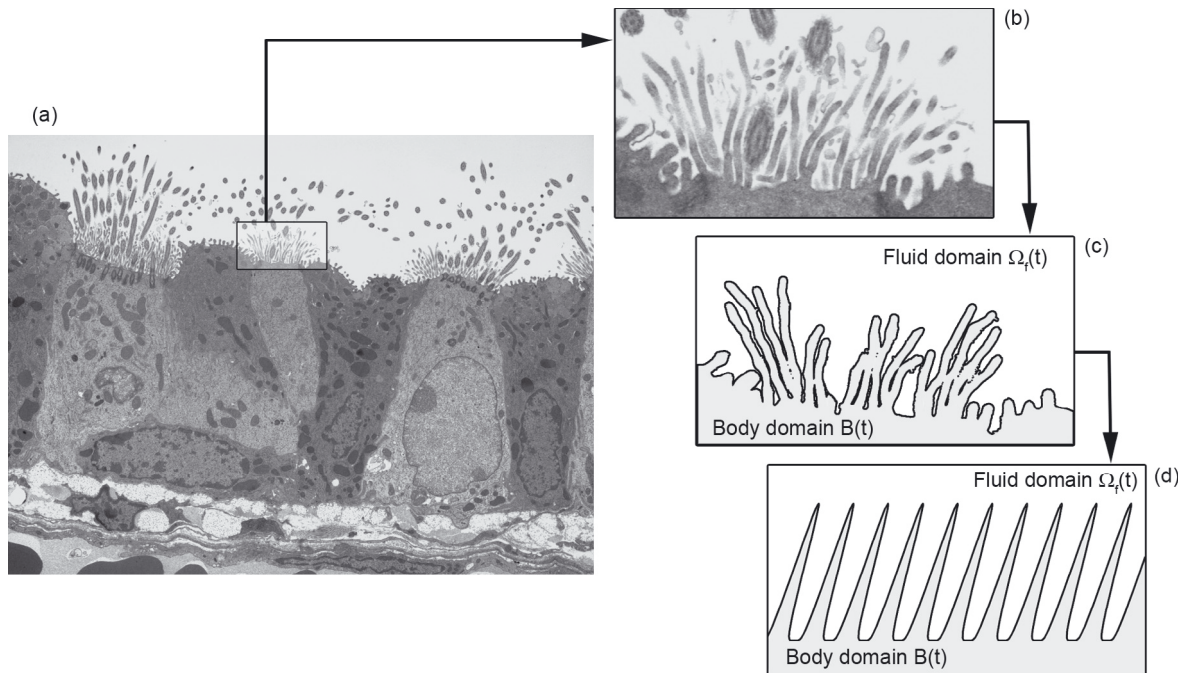 (a)
(b)
Fluid domain Ωf(t)
(c)
Body domain B(t)
Fluid domain Ωf(t)
(d)
Body domain B(t)